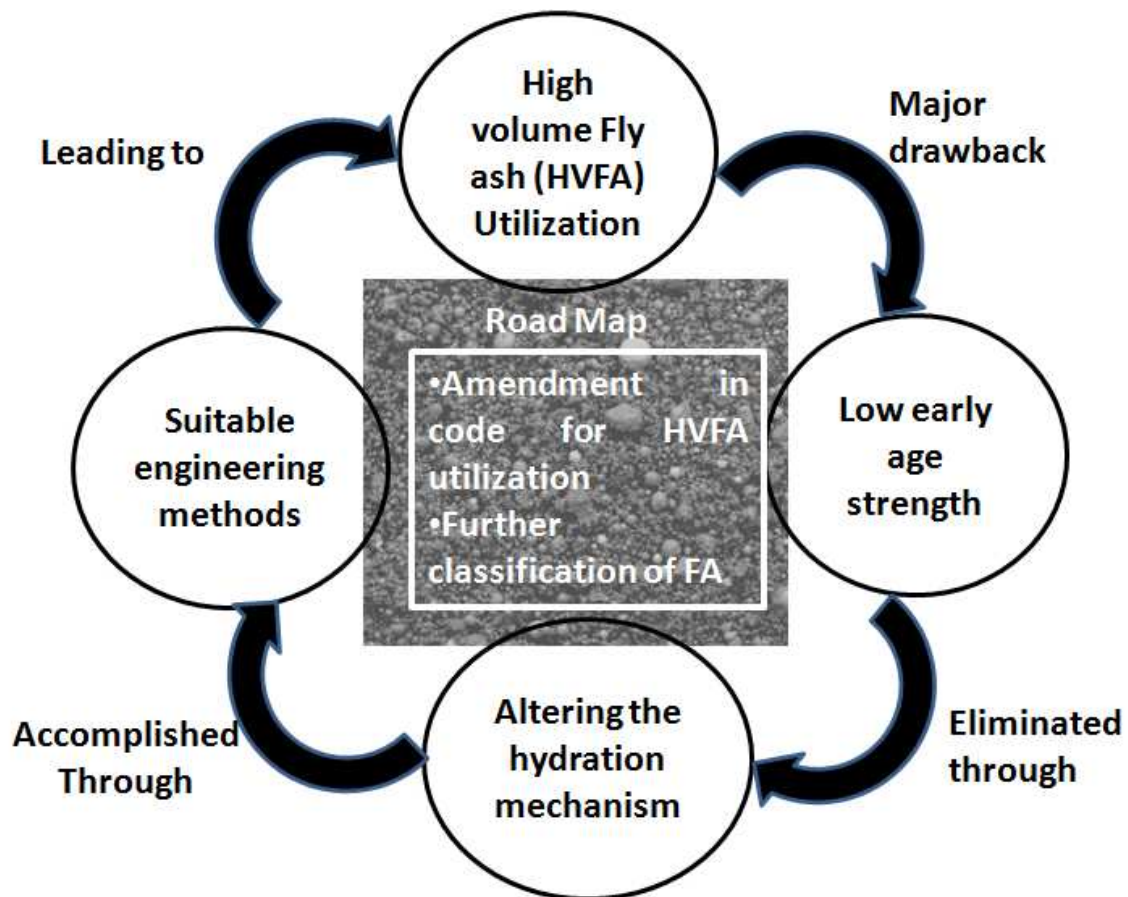 High
volume Fly
ash (HVFA)
Utilization
Major
drawback
Low early
age
strength
Eliminated
through
Altering the
hydration
mechanism
Accomplished
Through
Suitable
engineering
methods
Leading to
Road Map
•Amendment in
code for HVFA
utilization
•Further
classification of FA